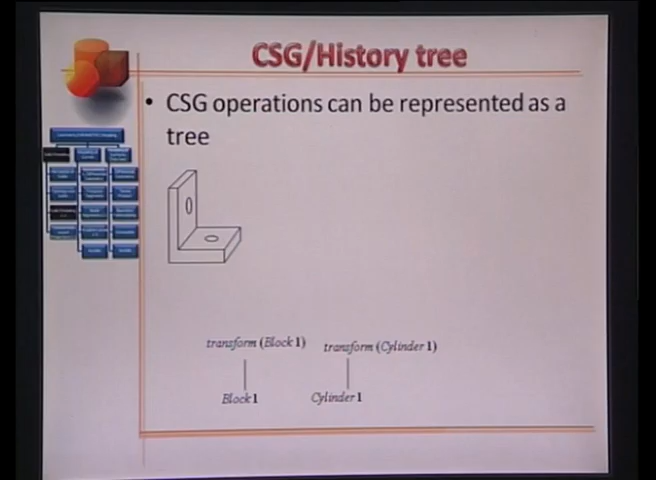 CSG/History tree
• CSG operations can be represented as a
tree
transform (Block 1) transform (Cylinder 1)
Block 1 Cylinder 1